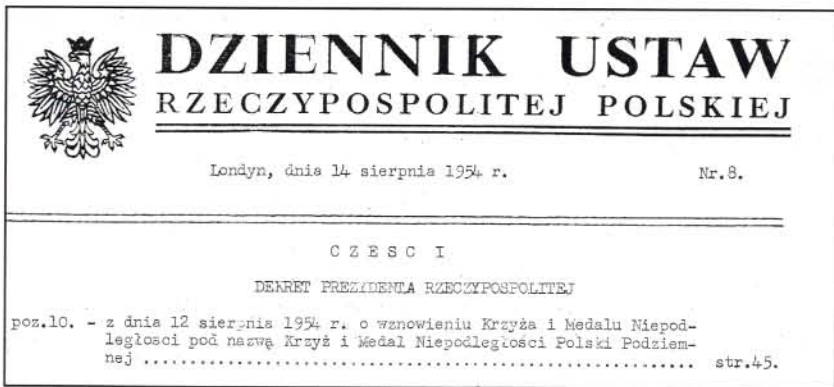 DZIENNIK USTAW
RZECZYPOSPOLITEJ POLSKIEJ
Londyn, dnia 14 sierpnia 1954 r. Nr.8.
CZESC I
DEKRET PREZYDENTA RZECZYPOSPOLITEJ
poz.10. - z dnia 12 sierpnia 1954 r. o wznowieniu Krzyża i Medalu Niepod-
ległosci pod nazwą Krzyż i Medal Niepodległości Polski Podziem-
nej ................................................................ str.45.